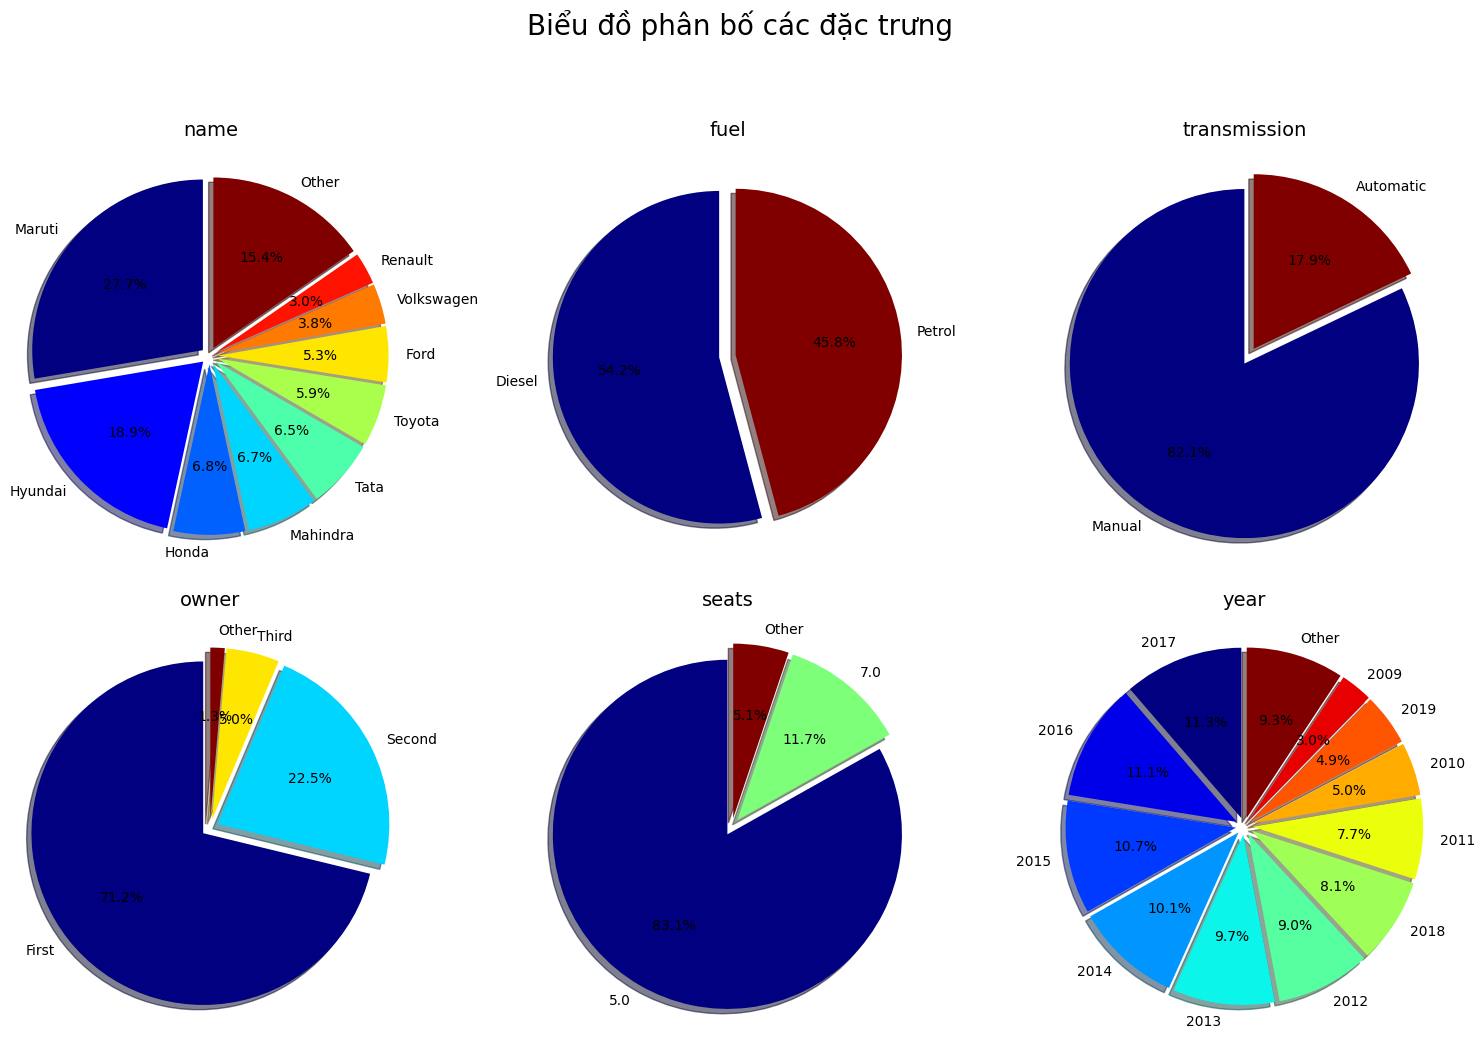 Biểu đồ phân bố các đặc trưng
name
Other
Renault
Maruti
Volkswagen
Ford
Toyota
Tata
Mahindra
Honda
Hyundai
15.4%
27.7%
3.0%
3.8%
5.3%
5.9%
6.5%
6.7%
6.8%
18.9%
fuel
Petrol
Diesel
45.8%
54.2%
transmission
Automatic
Manual
17.9%
82.1%
owner
Other
Third
Second
First
1.3%
5.0%
22.5%
71.2%
seats
Other
7.0
5.0
5.1%
11.7%
83.1%
year
2017
Other
2009
2019
2010
2011
2018
2012
2013
2014
2015
2016
11.3%
9.3%
3.0%
4.9%
5.0%
7.7%
8.1%
9.0%
9.7%
10.1%
10.7%
11.1%